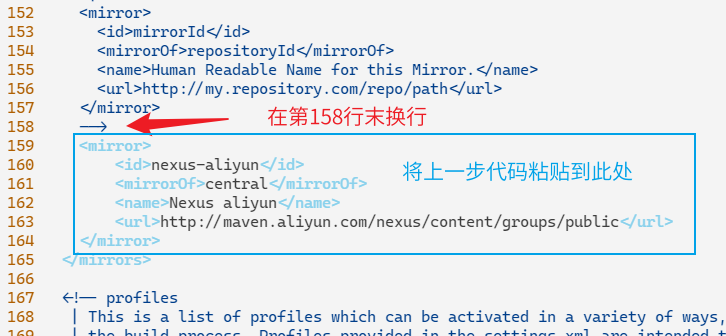 152 <mirror>
153 <id>mirrorId</id>
154 <mirrorOf>repositoryId</mirrorOf>
155 <name>Human Readable Name for this Mirror.</name>
156 <url>http://my.repository.com/repo/path</url>
157 </mirror>
158 --> 在第158行末换行
159 <mirror>
160 <id>nexus-aliyun</id> 将上一步代码粘贴到此处
161 <mirrorOf>central</mirrorOf>
162 <name>Nexus aliyun</name>
163 <url>http://maven.aliyun.com/nexus/content/groups/public</url>
164 </mirror>
165 </mirrors>
166
167 <!-- profiles
168 | This is a list of profiles which can be activated in a variety of ways,
169 | the build process. Profiles provided in the settings.xml are intended